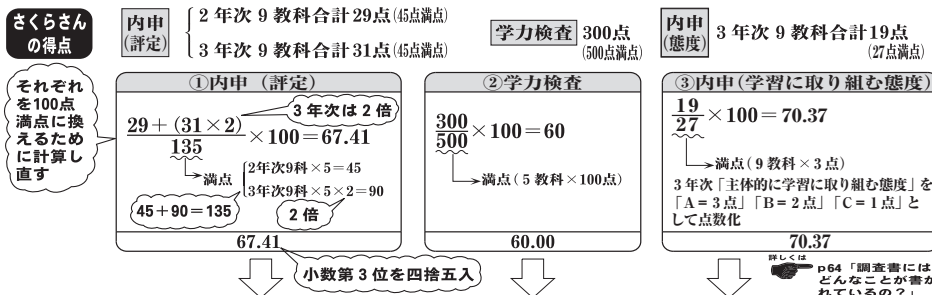 さくらさん
の得点
内申
(評定)
2年次9教科合計29点(45点満点)
3年次9教科合計31点(45点満点)
学力検査 300点
(500点満点)
内申
(態度)
3年次9教科合計19点
(27点満点)
それぞれ
を100点
満点に換
えるため
に計算し
直す
①内申(評定)
3年次は2倍
29+(31×2)
135
×100=67.41
満点
2年次9科×5=45
3年次9科×5×2=90
45+90=135
2倍
67.41
小数第3位を四捨五入
②学力検査
300
500
×100=60
満点(5教科×100点)
60.00
③内申(学習に取り組む態度)
19
27
×100=70.37
満点(9教科×3点)
3年次「主体的に学習に取り組む態度」を
「A=3点」「B=2点」「C=1点」と
して点数化
70.37
詳しくは
p64「調査書には
どんなことが書か
れているの?」